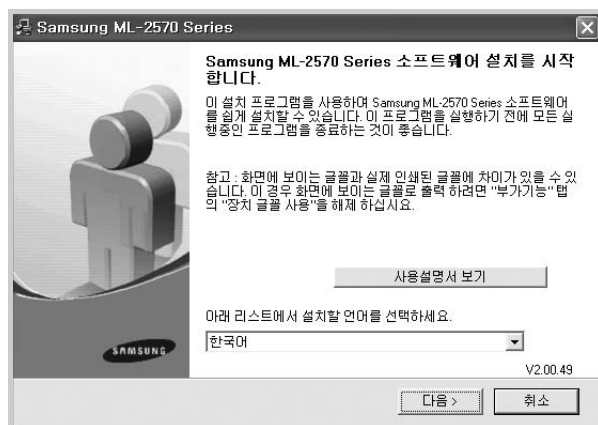 Samsung ML-2570 Series
Samsung ML-2570 Series 소프트웨어 설치를 시작
합니다.
이 설치 프로그램을 사용하여 Samsung ML-2570 Series 소프트웨어
를 쉽게 설치할 수 있습니다. 이 프로그램을 실행하기 전에 모든 실
행중인 프로그램을 종료하는 것이 좋습니다.
참고 : 화면에 보이는 글꼴과 실제 인쇄된 글꼴에 차이가 있을 수 있
습니다. 이 경우 화면에 보이는 글꼴로 출력 하려면 "부가기능" 탭
의 "장치 글꼴 사용"을 해제 하십시요.
사용설명서 보기
아래 리스트에서 설치할 언어를 선택하세요.
한국어
SAMSUNG
V2.00.49
다음 >
취소